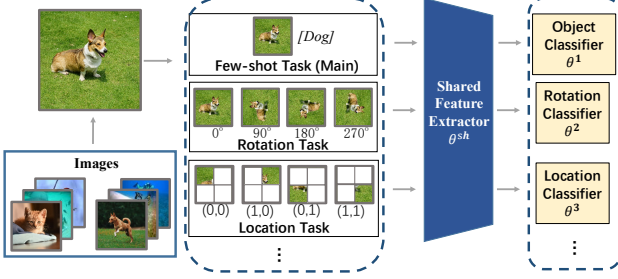 Images
[Dog]
Few-shot Task (Main)
0° 90° 180° 270°
Rotation Task
(0,0) (1,0) (0,1) (1,1)
Location Task
⋮
Shared
Feature
Extractor
θ^sh
Object
Classifier
θ^1
Rotation
Classifier
θ^2
Location
Classifier
θ^3
⋮